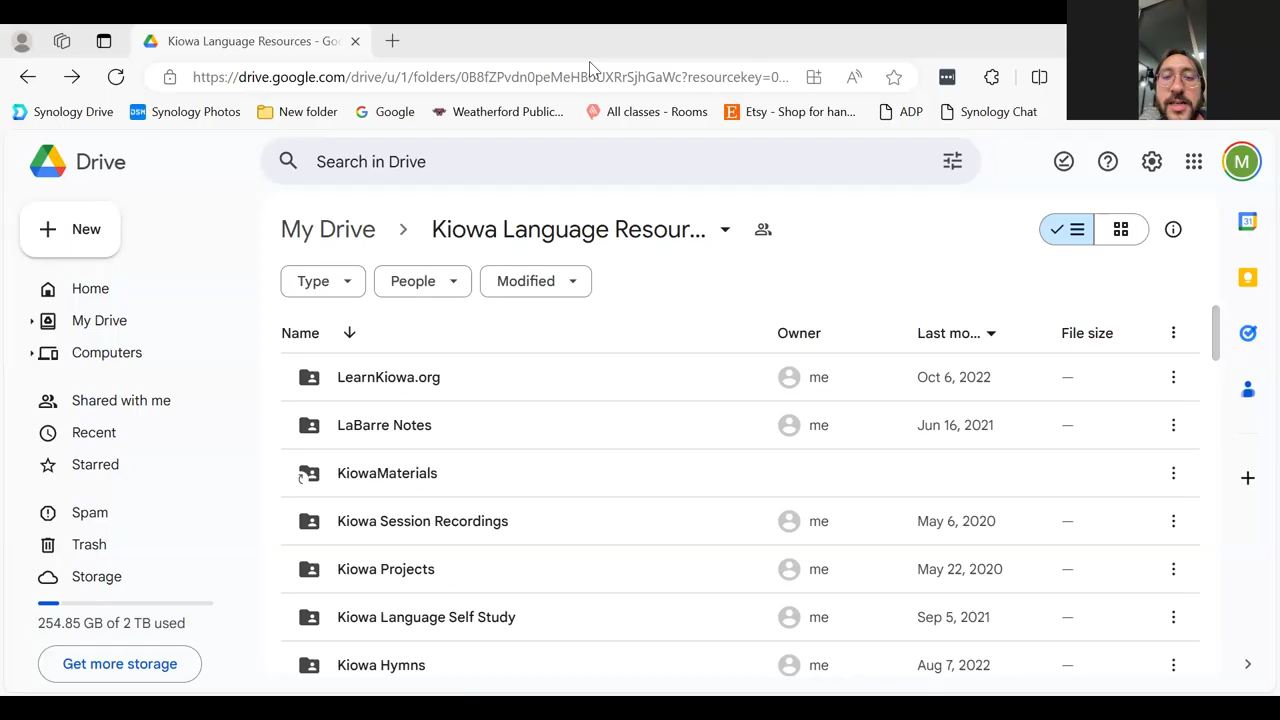 Kiowa Language Resources - Go
https://drive.google.com/drive/u/1/folders/0B8fZPvdn0peMeHBoUXRrSjhGaWc?resourcekey=0...
Synology Drive
Synology Photos
New folder
Google
Weatherford Public...
All classes - Rooms
Etsy - Shop for han...
ADP
Synology Chat
Drive
Search in Drive
M
New
My Drive > Kiowa Language Resour...
Type
People
Modified
Home
My Drive
Computers
Shared with me
Recent
Starred
Spam
Trash
Storage
254.85 GB of 2 TB used
Get more storage
Name Owner Last mo... File size
LearnKiowa.org me Oct 6, 2022 —
LaBarre Notes me Jun 16, 2021 —
KiowaMaterials
Kiowa Session Recordings me May 6, 2020 —
Kiowa Projects me May 22, 2020 —
Kiowa Language Self Study me Sep 5, 2021 —
Kiowa Hymns me Aug 7, 2022 —
31